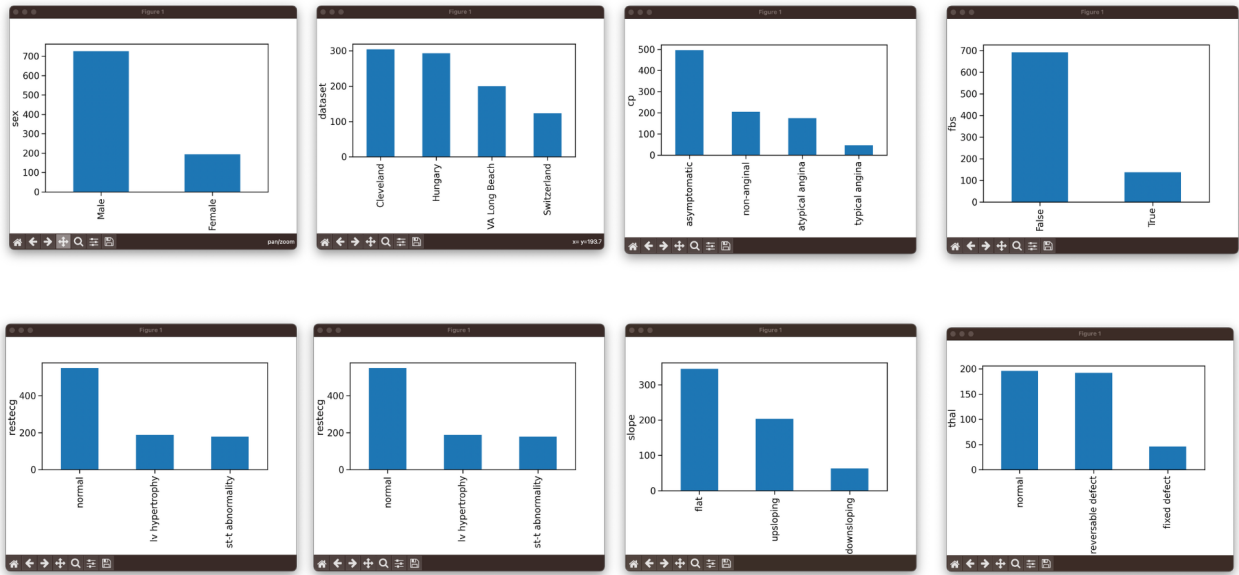 Figure 1
700
600
500
400
300
200
100
0
sex
Male
Female
pan/zoom
Figure 1
300
200
100
0
dataset
Cleveland
Hungary
VA Long Beach
Switzerland
x= y=193.7
Figure 1
500
400
300
200
100
0
cp
asymptomatic
non-anginal
atypical angina
typical angina
Figure 1
700
600
500
400
300
200
100
0
fbs
False
True
Figure 1
400
200
0
restecg
normal
lv hypertrophy
st-t abnormality
Figure 1
400
200
0
restecg
normal
lv hypertrophy
st-t abnormality
Figure 1
300
200
100
0
slope
flat
upsloping
downsloping
Figure 1
200
150
100
50
0
thal
normal
reversable defect
fixed defect